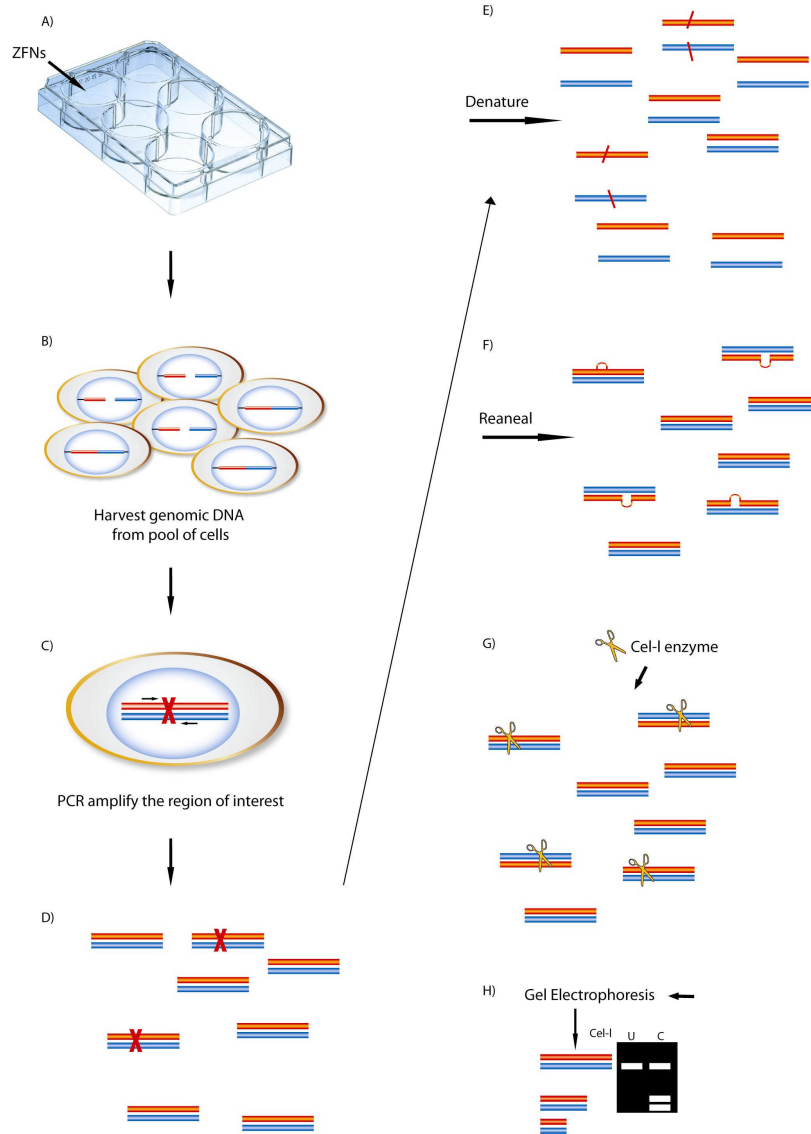 A)
ZFNs
B)
Harvest genomic DNA
from pool of cells
C)
PCR amplify the region of interest
D)
E)
Denature
F)
Reaneal
G)
Cel-I enzyme
H)
Gel Electrophoresis
Cel-I
U C